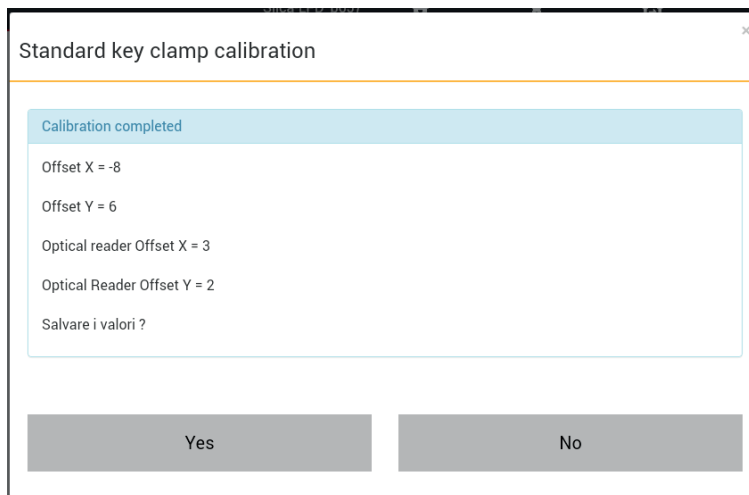 ×
Standard key clamp calibration
Calibration completed
Offset X = -8
Offset Y = 6
Optical reader Offset X = 3
Optical Reader Offset Y = 2
Salvare i valori ?
Yes
No